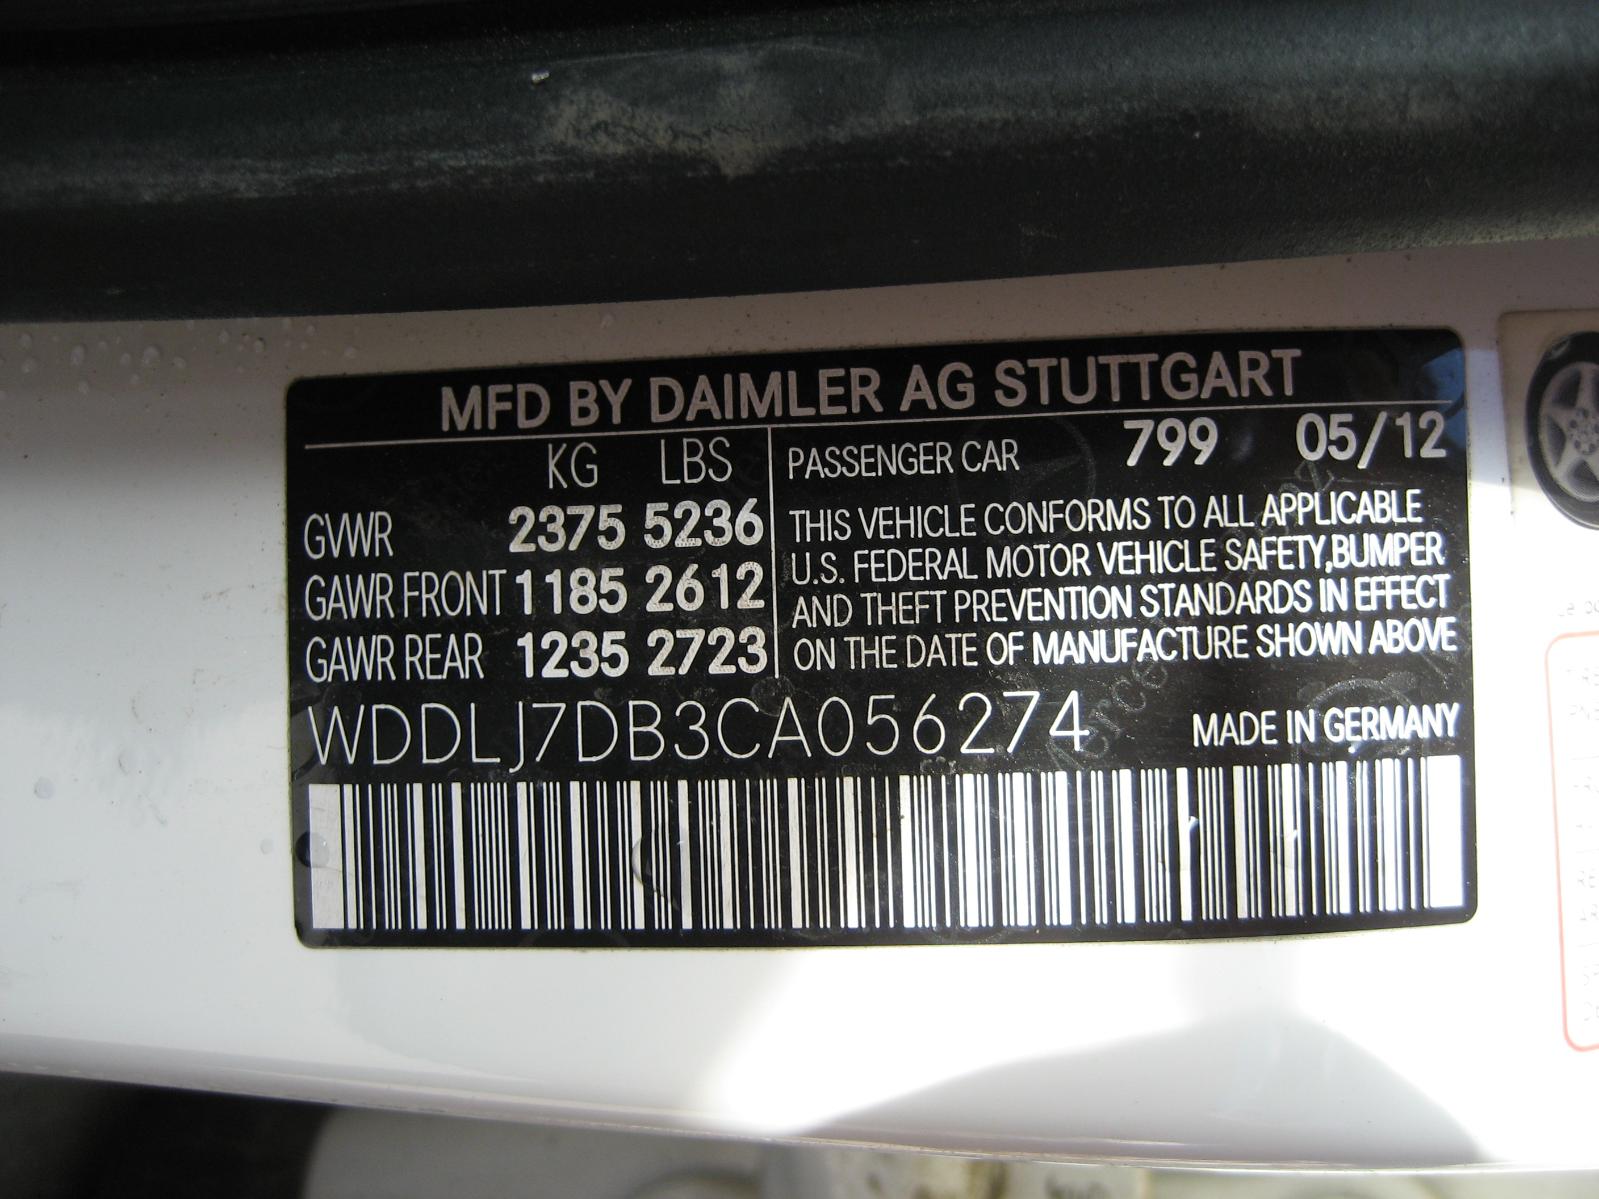 MFD BY DAIMLER AG STUTTGART
KG LBS
GVWR 2375 5236
GAWR FRONT 1185 2612
GAWR REAR 1235 2723
PASSENGER CAR 799 05/12
THIS VEHICLE CONFORMS TO ALL APPLICABLE
U.S. FEDERAL MOTOR VEHICLE SAFETY,BUMPER
AND THEFT PREVENTION STANDARDS IN EFFECT
ON THE DATE OF MANUFACTURE SHOWN ABOVE
WDDLJ7DB3CA056274 MADE IN GERMANY